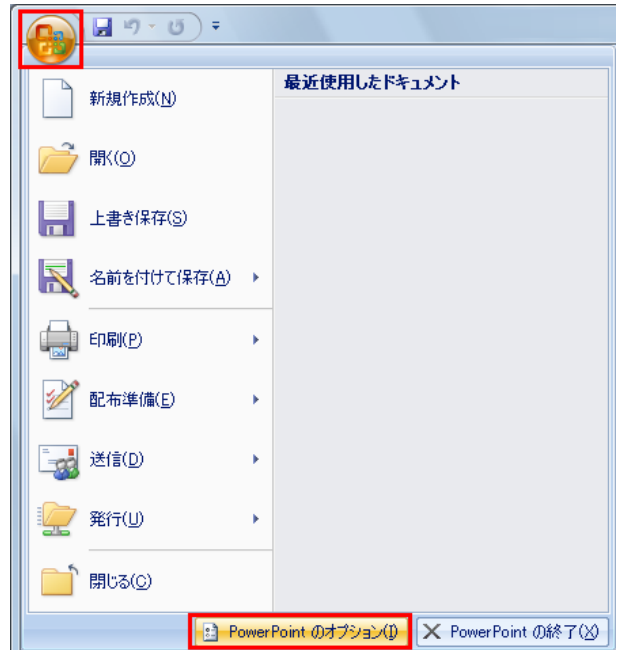 最近使用したドキュメント
新規作成(N)
開く(O)
上書き保存(S)
名前を付けて保存(A)
印刷(P)
配布準備(E)
送信(D)
発行(U)
閉じる(C)
PowerPoint のオプション(I)
PowerPoint の終了(X)